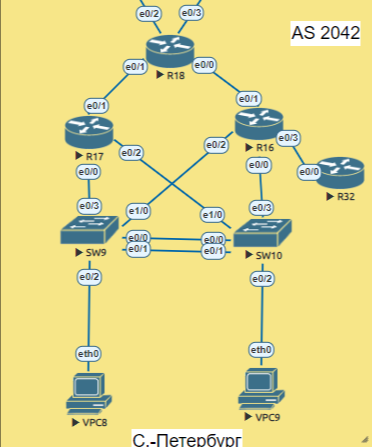 e0/2 e0/3
AS 2042
R18
e0/1 e0/0
e0/1 e0/1
R17 R16
e0/2 e0/2 e0/3
e0/0 e0/0 e0/0
R32
e0/3 e0/3
e1/0 e1/0
SW9 e0/0 e0/0 SW10
e0/1 e0/1
e0/2 e0/2
eth0 eth0
VPC8 VPC9
С.-Петербург